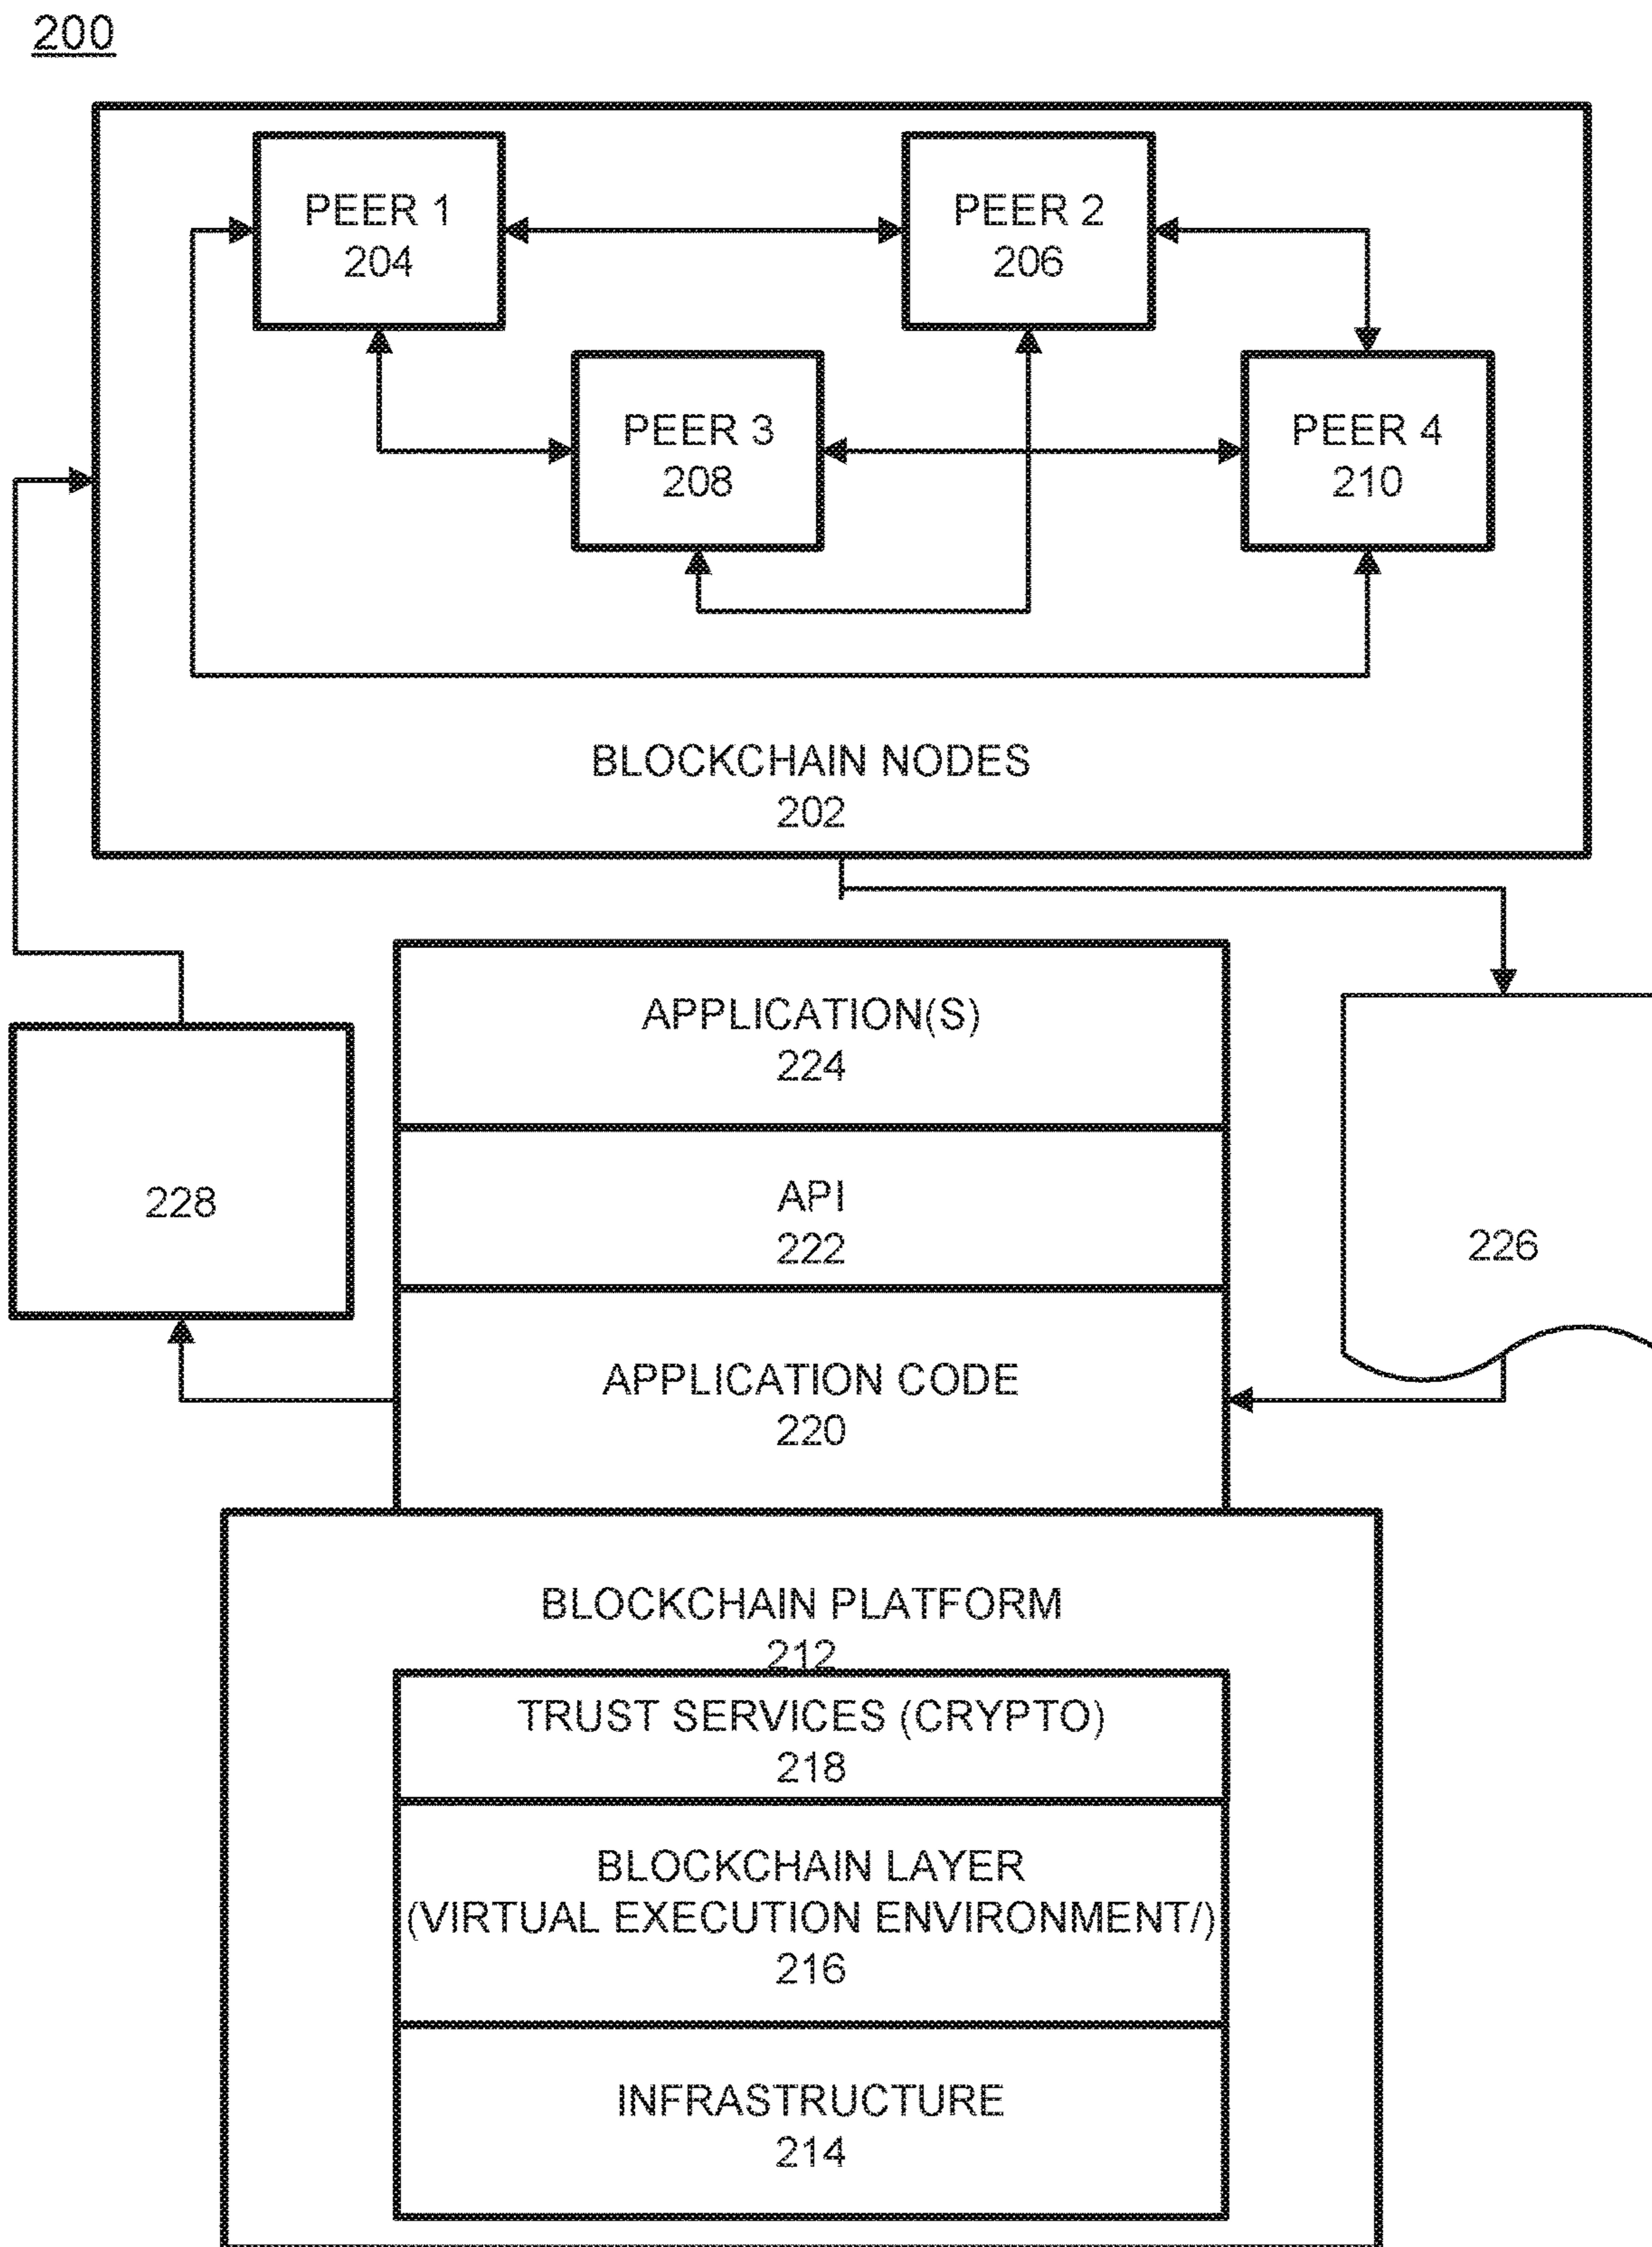 200
PEER 1
204
PEER 2
206
PEER 3
208
PEER 4
210
BLOCKCHAIN NODES
202
APPLICATION(S)
224
API
222
228
226
APPLICATION CODE
220
BLOCKCHAIN PLATFORM
212
TRUST SERVICES (CRYPTO)
218
BLOCKCHAIN LAYER
(VIRTUAL EXECUTION ENVIRONMENT/)
216
INFRASTRUCTURE
214